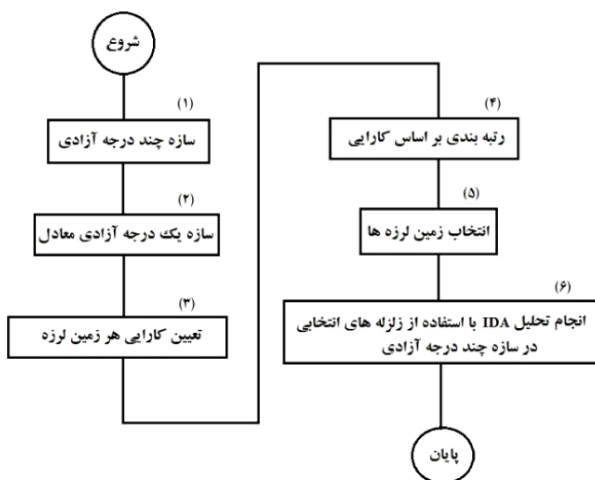 شروع
(۱)
سازه چند درجه آزادی
(۲)
سازه یک درجه آزادی معادل
(۳)
تعیین کارایی هر زمین لرزه
(۴)
رتبه بندی بر اساس کارایی
(۵)
انتخاب زمین لرزه ها
(۶)
انجام تحلیل IDA با استفاده از زلزله های انتخابی
در سازه چند درجه آزادی
پایان